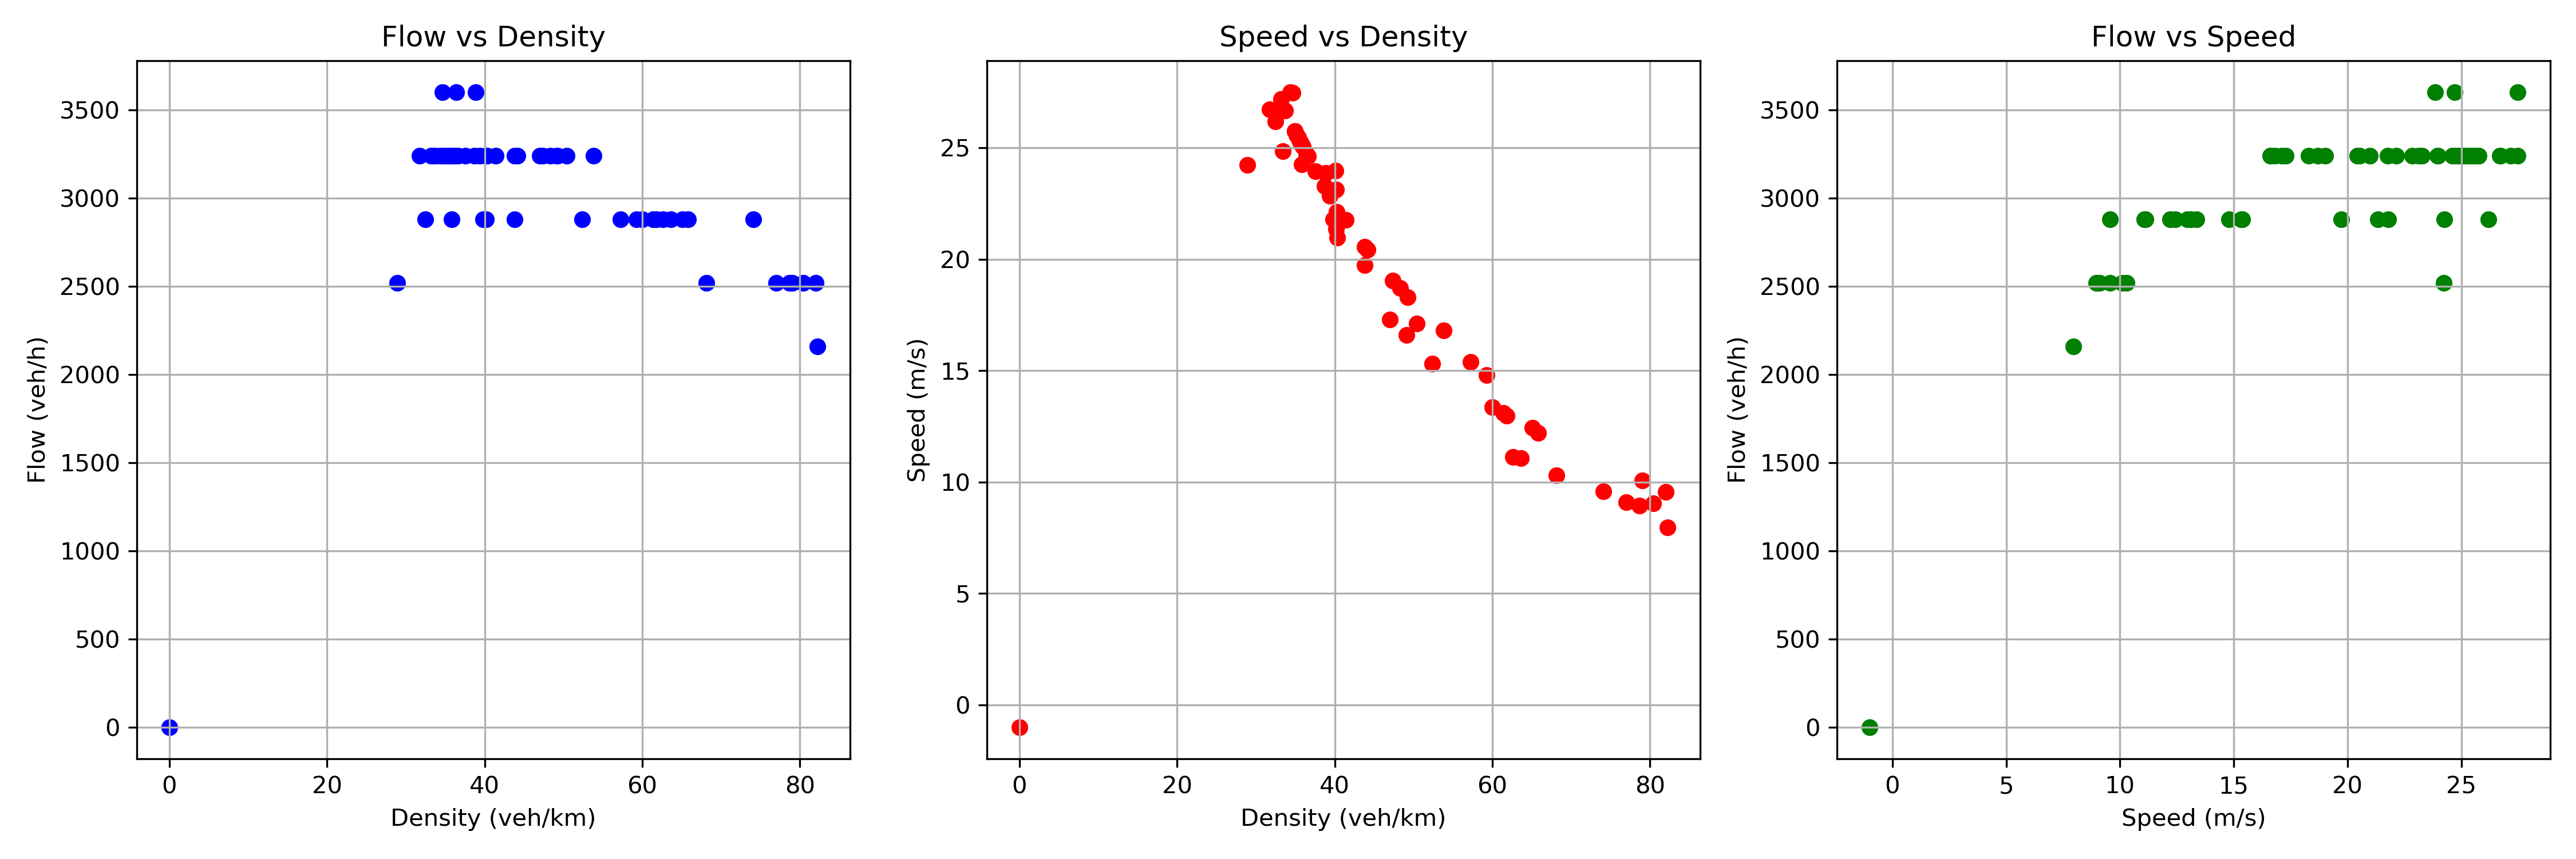 Flow vs Density
3500
3000
2500
2000
1500
1000
500
0
Flow (veh/h)
0 20 40 60 80
Density (veh/km)
Speed vs Density
25
20
15
10
5
0
Speed (m/s)
0 20 40 60 80
Density (veh/km)
Flow vs Speed
3500
3000
2500
2000
1500
1000
500
0
Flow (veh/h)
0 5 10 15 20 25
Speed (m/s)